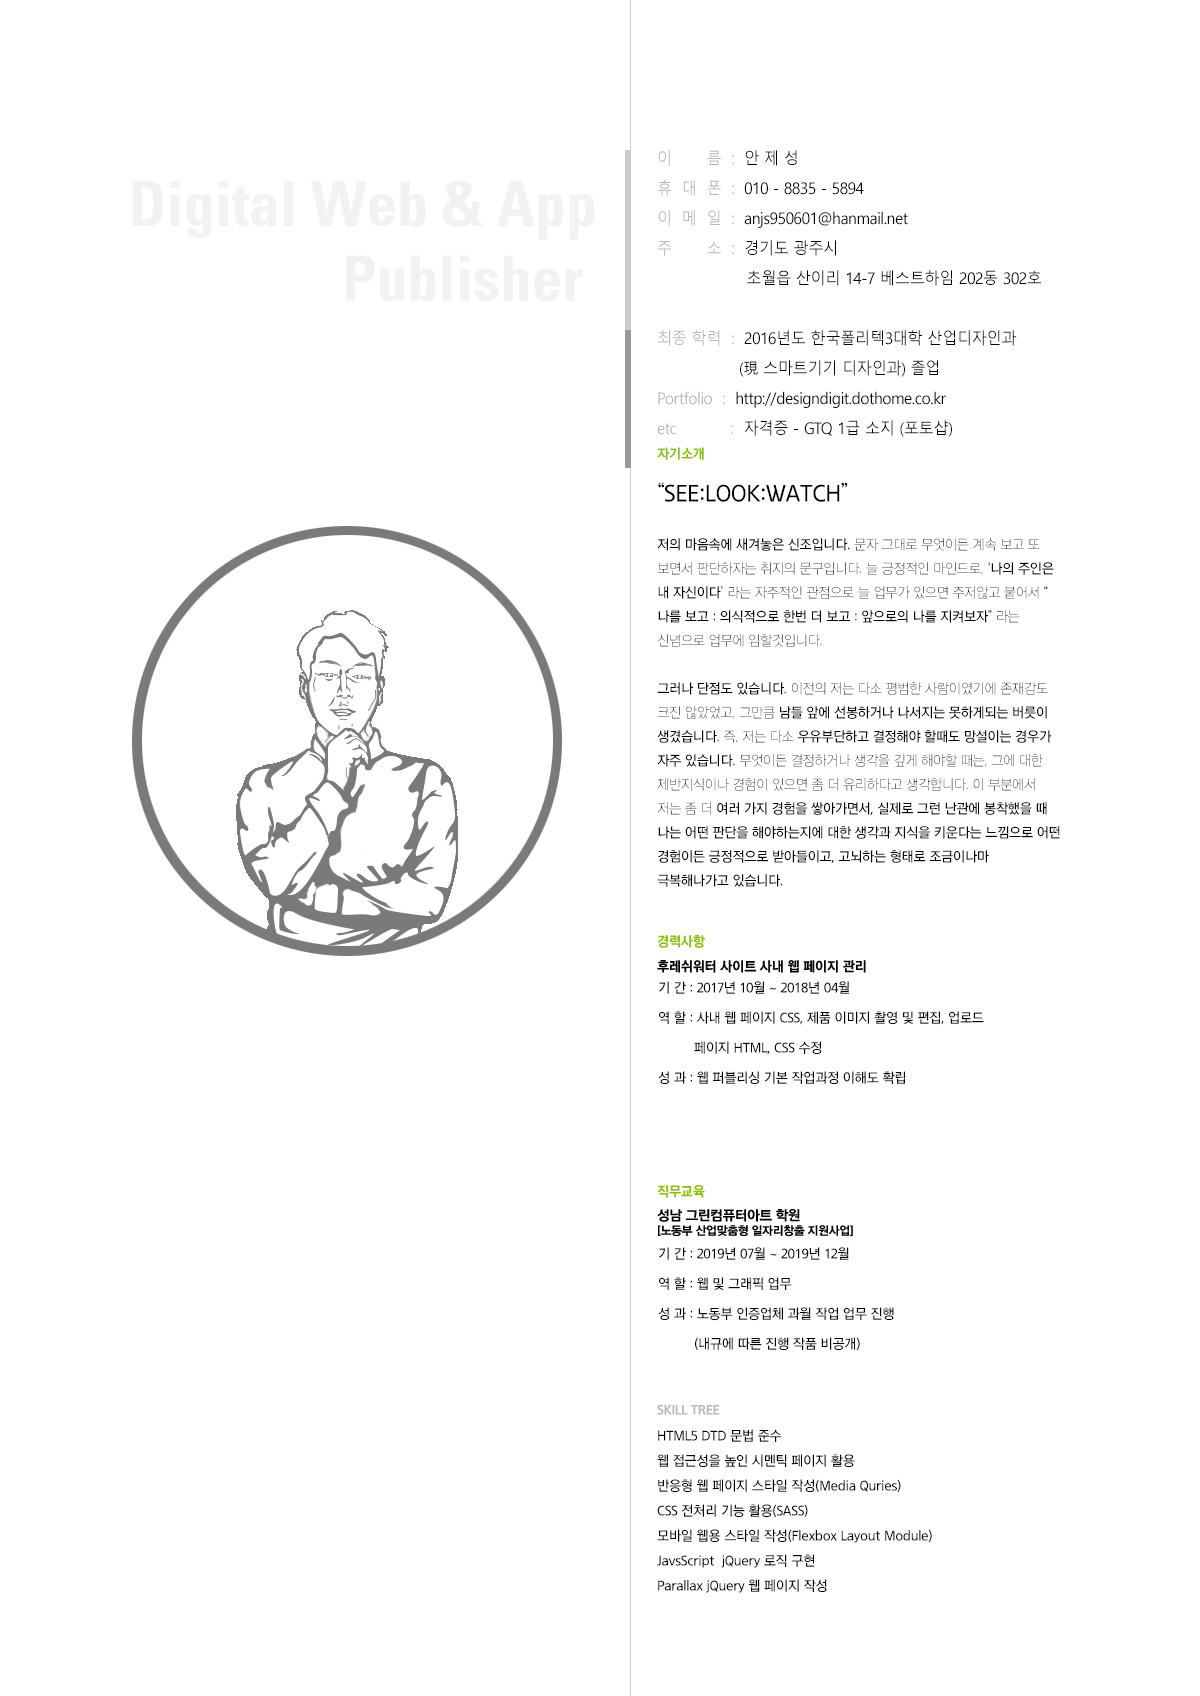 Digital Web & App
Publisher
이 름 : 안 제 성
휴 대 폰 : 010 - 8835 - 5894
이 메 일 : anjs950601@hanmail.net
주 소 : 경기도 광주시
초월읍 산이리 14-7 베스트하임 202동 302호
최종 학력 : 2016년도 한국폴리텍3대학 산업디자인과
(現 스마트기기 디자인과) 졸업
Portfolio : http://designdigit.dothome.co.kr
etc : 자격증 - GTQ 1급 소지 (포토샵)
자기소개
“SEE:LOOK:WATCH”
저의 마음속에 새겨놓은 신조입니다. 문자 그대로 무엇이든 계속 보고 또
보면서 판단하자는 취지의 문구입니다. 늘 긍정적인 마인드로, ‘나의 주인은
내 자신이다’ 라는 자주적인 관점으로 늘 업무가 있으면 주저않고 붙어서 “
나를 보고 : 의식적으로 한번 더 보고 : 앞으로의 나를 지켜보자” 라는
신념으로 업무에 임할것입니다.
그러나 단점도 있습니다. 이전의 저는 다소 평범한 사람이였기에 존재감도
크진 않았었고, 그만큼 남들 앞에 선봉하거나 나서지는 못하게되는 버릇이
생겼습니다. 즉, 저는 다소 우유부단하고 결정해야 할때도 망설이는 경우가
자주 있습니다. 무엇이든 결정하거나 생각을 깊게 해야할 때는, 그에 대한
제반지식이나 경험이 있으면 좀 더 유리하다고 생각합니다. 이 부분에서
저는 좀 더 여러 가지 경험을 쌓아가면서, 실제로 그런 난관에 봉착했을 때
나는 어떤 판단을 해야하는지에 대한 생각과 지식을 키운다는 느낌으로 어떤
경험이든 긍정적으로 받아들이고, 고뇌하는 형태로 조금이나마
극복해나가고 있습니다.
경력사항
후레쉬워터 사이트 사내 웹 페이지 관리
기 간 : 2017년 10월 ~ 2018년 04월
역 할 : 사내 웹 페이지 CSS, 제품 이미지 촬영 및 편집, 업로드
페이지 HTML, CSS 수정
성 과 : 웹 퍼블리싱 기본 작업과정 이해도 확립
직무교육
성남 그린컴퓨터아트 학원
[노동부 산업맞춤형 일자리창출 지원사업]
기 간 : 2019년 07월 ~ 2019년 12월
역 할 : 웹 및 그래픽 업무
성 과 : 노동부 인증업체 과월 작업 업무 진행
(내규에 따른 진행 작품 비공개)
SKILL TREE
HTML5 DTD 문법 준수
웹 접근성을 높인 시멘틱 페이지 활용
반응형 웹 페이지 스타일 작성(Media Quries)
CSS 전처리 기능 활용(SASS)
모바일 웹용 스타일 작성(Flexbox Layout Module)
JavsScript jQuery 로직 구현
Parallax jQuery 웹 페이지 작성